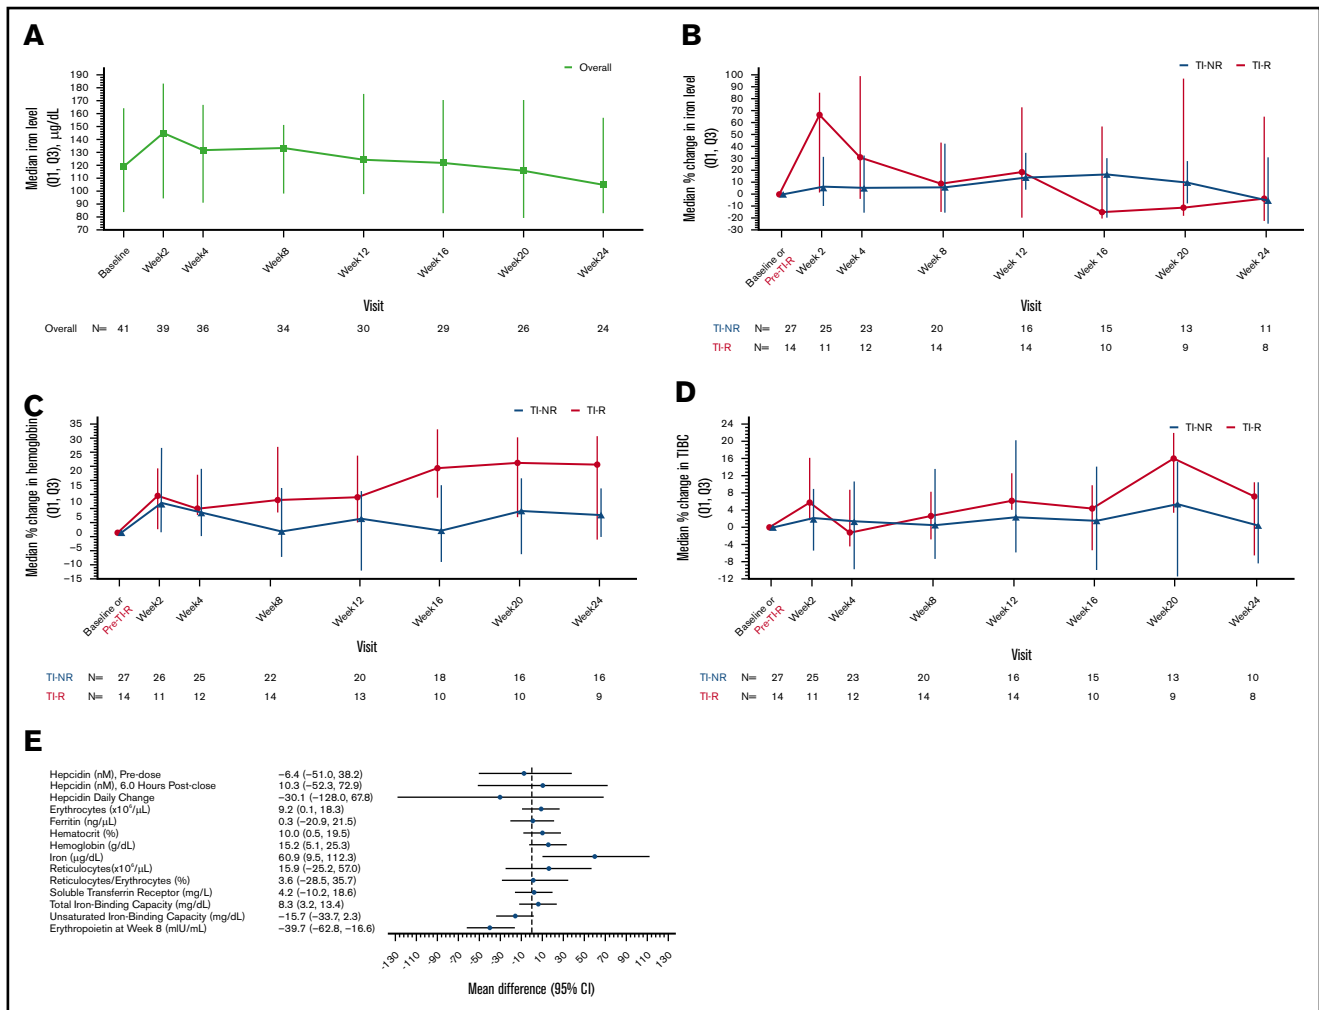 A
Median iron level
(Q1, Q3), µg/dL
190
180
170
160
150
140
130
120
110
100
90
80
70
Overall
Baseline
Week2
Week4
Week8
Week12
Week16
Week20
Week24
Visit
Overall N= 41 39 36 34 30 29 26 24
B
Median % change in iron level
(Q1, Q3)
100
90
80
70
60
50
40
30
20
10
0
-10
-20
-30
TI-NR TI-R
Baseline or
Pre-TI-R
Week 2
Week 4
Week 8
Week 12
Week 16
Week 20
Week 24
Visit
TI-NR N= 27 25 23 20 16 15 13 11
TI-R N= 14 11 12 14 14 10 9 8
C
Median % change in hemoglobin
(Q1, Q3)
35
30
25
20
15
10
5
0
−5
−10
−15
TI-NR TI-R
Baseline or
Pre-TI-R
Week2
Week4
Week8
Week12
Week16
Week20
Week24
Visit
TI-NR N= 27 26 25 22 20 18 16 16
TI-R N= 14 11 12 14 13 10 10 9
D
Median % change in TIBC
(Q1, Q3)
24
20
16
12
8
4
0
-4
-8
-12
TI-NR TI-R
Baseline or
Pre-TI-R
Week2
Week4
Week8
Week12
Week16
Week20
Week24
Visit
TI-NR N= 27 25 23 20 16 15 13 10
TI-R N= 14 11 12 14 14 10 9 8
E
Hepcidin (nM), Pre-dose −6.4 (−51.0, 38.2)
Hepcidin (nM), 6.0 Hours Post-close 10.3 (−52.3, 72.9)
Hepcidin Daily Change −30.1 (−128.0, 67.8)
Erythrocytes (x10⁶/µL) 9.2 (0.1, 18.3)
Ferritin (ng/µL) 0.3 (−20.9, 21.5)
Hematocrit (%) 10.0 (0.5, 19.5)
Hemoglobin (g/dL) 15.2 (5.1, 25.3)
Iron (µg/dL) 60.9 (9.5, 112.3)
Reticulocytes(x10⁶/µL) 15.9 (−25.2, 57.0)
Reticulocytes/Erythrocytes (%) 3.6 (−28.5, 35.7)
Soluble Transferrin Receptor (mg/L) 4.2 (−10.2, 18.6)
Total Iron-Binding Capacity (mg/dL) 8.3 (3.2, 13.4)
Unsaturated Iron-Binding Capacity (mg/dL) −15.7 (−33.7, 2.3)
Erythropoietin at Week 8 (mIU/mL) −39.7 (−62.8, −16.6)
-130 -110 -90 -70 -50 -30 -10 10 30 50 70 90 110 130
Mean difference (95% CI)